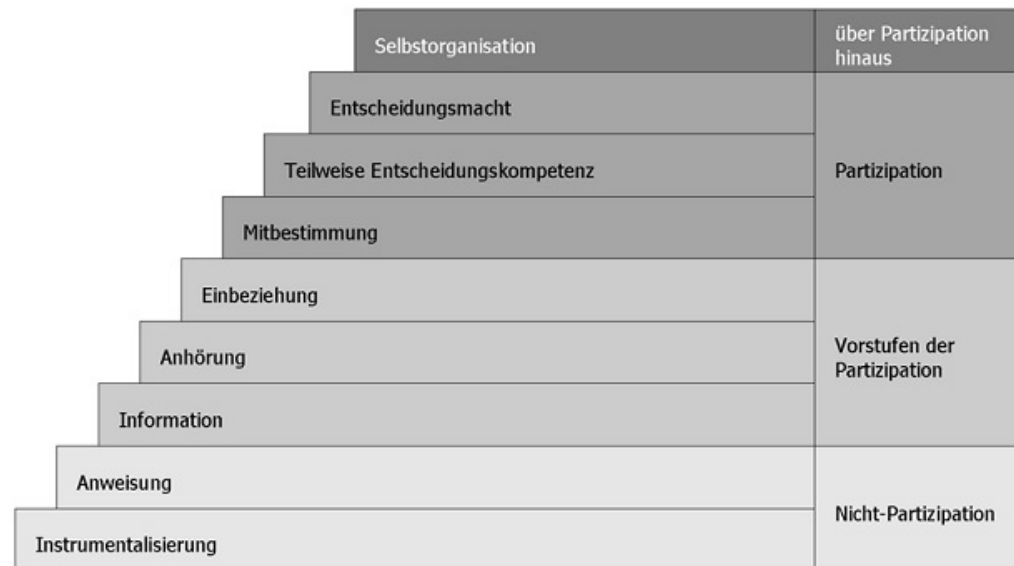 Selbstorganisation
über Partizipation
hinaus
Entscheidungsmacht
Teilweise Entscheidungskompetenz
Partizipation
Mitbestimmung
Einbeziehung
Anhörung
Vorstufen der
Partizipation
Information
Anweisung
Nicht-Partizipation
Instrumentalisierung